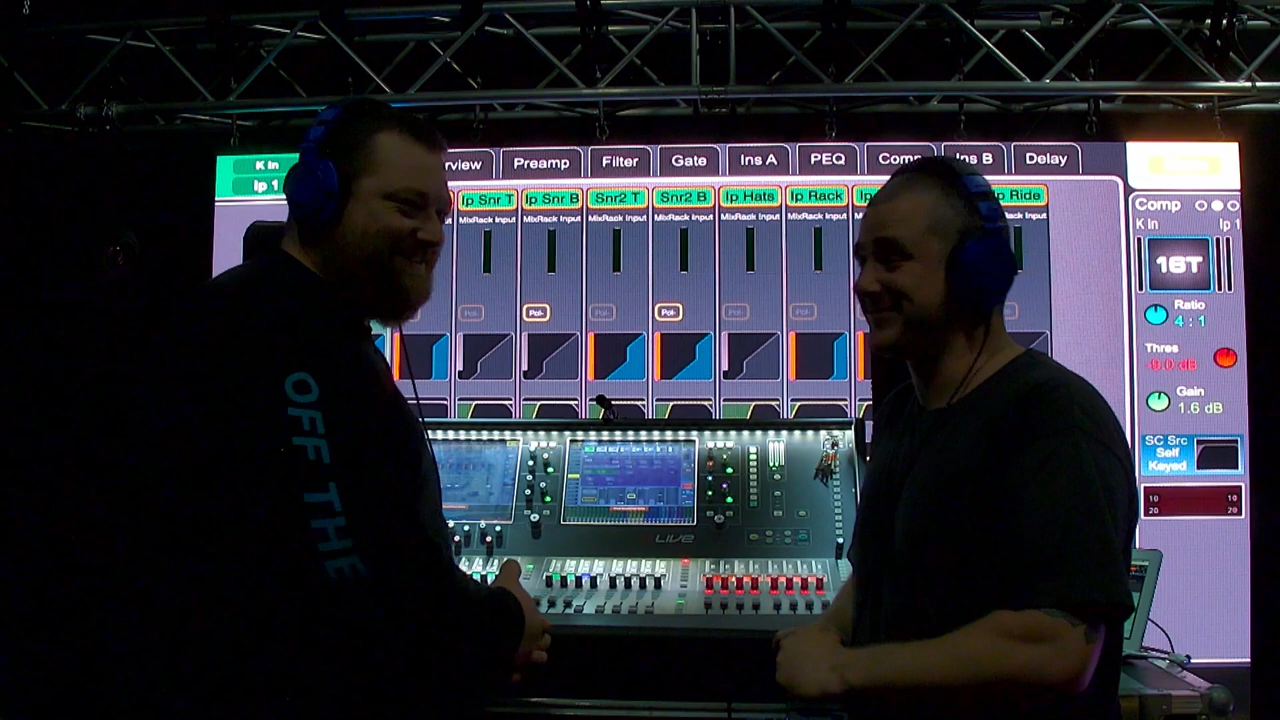 K In
Ip 1
rview
Preamp
Filter
Gate
Ins A
PEQ
Comp
Ins B
Delay
Ip Snr T
Ip Snr B
Snr2 T
Snr2 B
Ip Hats
Ip Rack
Ip
p Ride
MixRack Input
MixRack Input
MixRack Input
MixRack Input
MixRack Input
MixRack Input
Pol-
Pol-
Pol-
Pol-
Pol-
Pol-
Comp
K In
Ip 1
16T
Ratio
4 : 1
Thres
-9.0 dB
Gain
1.6 dB
SC Src
Self
Keyed
10 10
20 20
OFF THE
LIVE